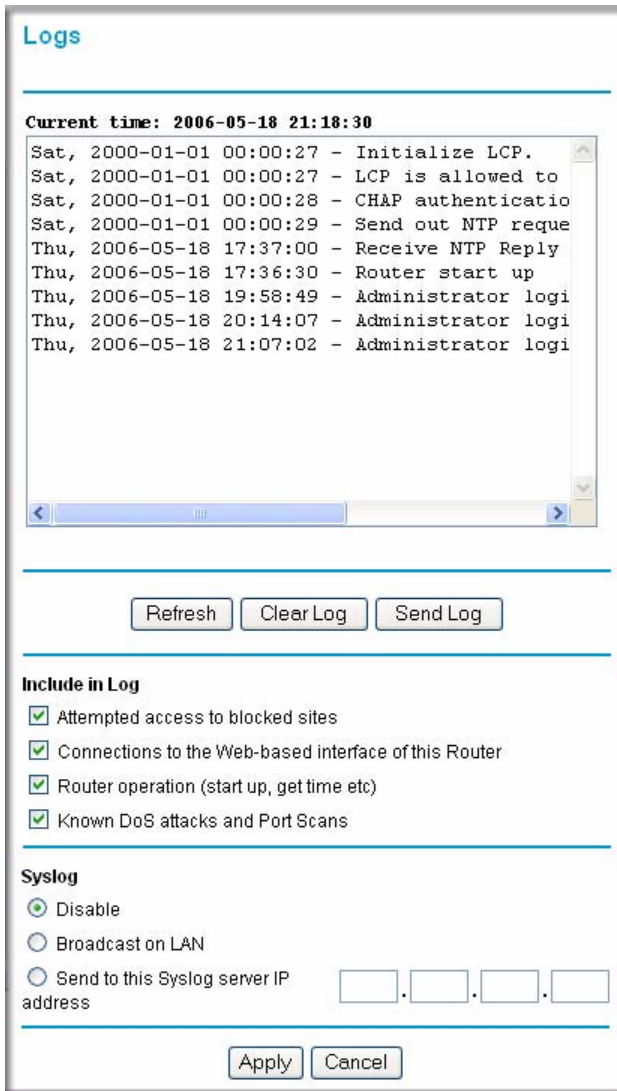 Logs
Current time: 2006-05-18 21:18:30
Sat, 2000-01-01 00:00:27 - Initialize LCP.
Sat, 2000-01-01 00:00:27 - LCP is allowed to
Sat, 2000-01-01 00:00:28 - CHAP authenticatio
Sat, 2000-01-01 00:00:29 - Send out NTP reque
Thu, 2006-05-18 17:37:00 - Receive NTP Reply
Thu, 2006-05-18 17:36:30 - Router start up
Thu, 2006-05-18 19:58:49 - Administrator logi
Thu, 2006-05-18 20:14:07 - Administrator logi
Thu, 2006-05-18 21:07:02 - Administrator logi
Refresh Clear Log Send Log
Include in Log
Attempted access to blocked sites
Connections to the Web-based interface of this Router
Router operation (start up, get time etc)
Known DoS attacks and Port Scans
Syslog
Disable
Broadcast on LAN
Send to this Syslog server IP
address . . .
Apply Cancel